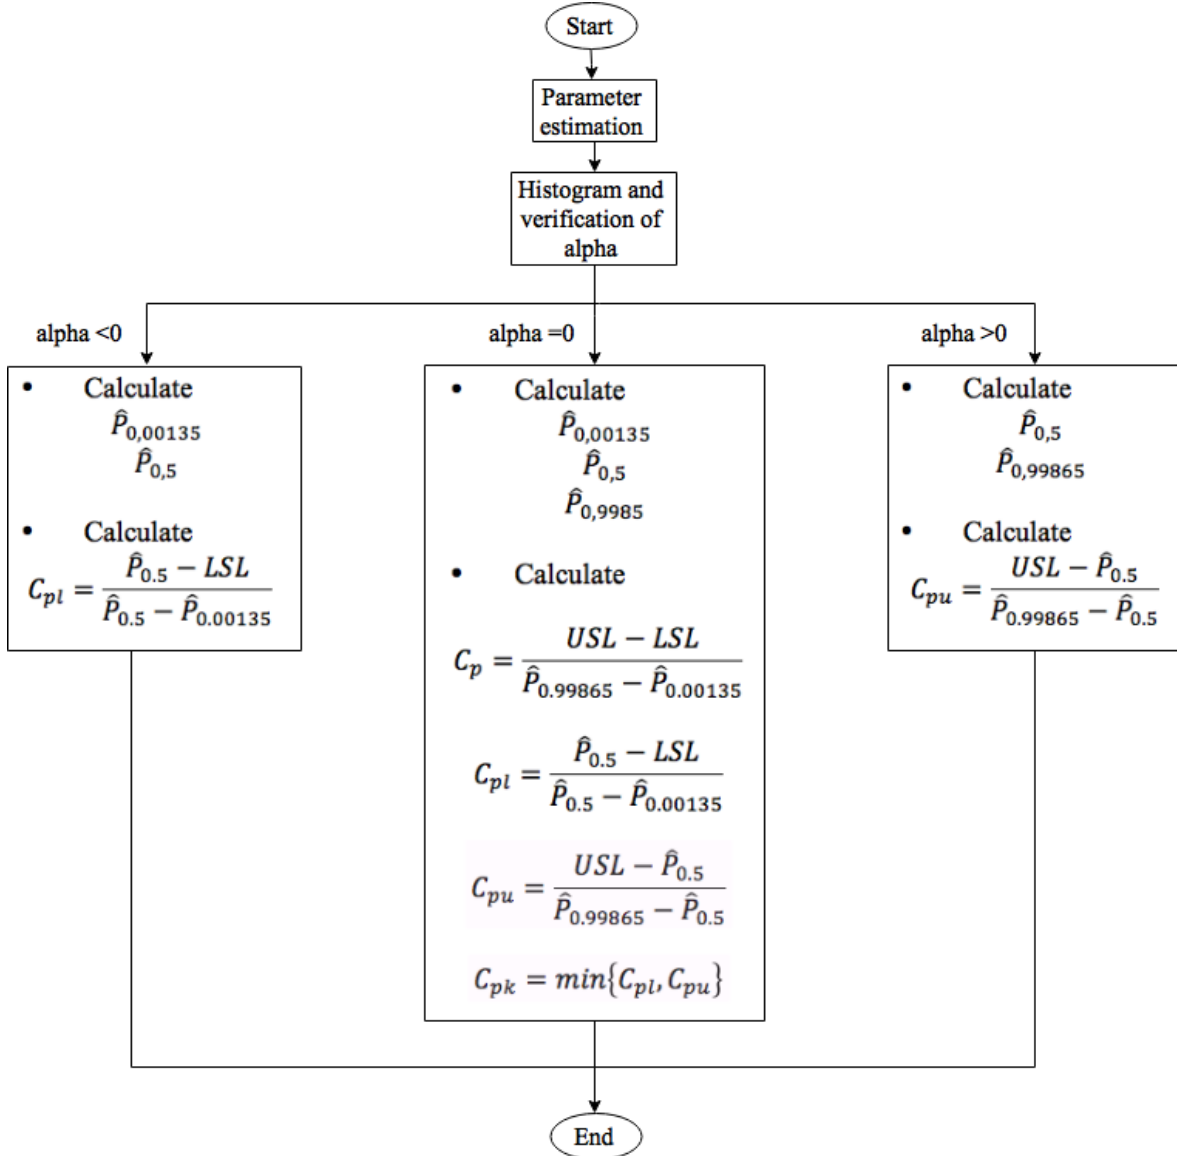 Start
Parameter
estimation
Histogram and
verification of
alpha
alpha <0
• Calculate
P̂0,00135
P̂0,5
• Calculate
Cpl = (P̂0.5 − LSL) / (P̂0.5 − P̂0.00135)
alpha =0
• Calculate
P̂0,00135
P̂0,5
P̂0,9985
• Calculate
Cp = (USL − LSL) / (P̂0.99865 − P̂0.00135)
Cpl = (P̂0.5 − LSL) / (P̂0.5 − P̂0.00135)
Cpu = (USL − P̂0.5) / (P̂0.99865 − P̂0.5)
Cpk = min{Cpl, Cpu}
alpha >0
• Calculate
P̂0,5
P̂0,99865
• Calculate
Cpu = (USL − P̂0.5) / (P̂0.99865 − P̂0.5)
End